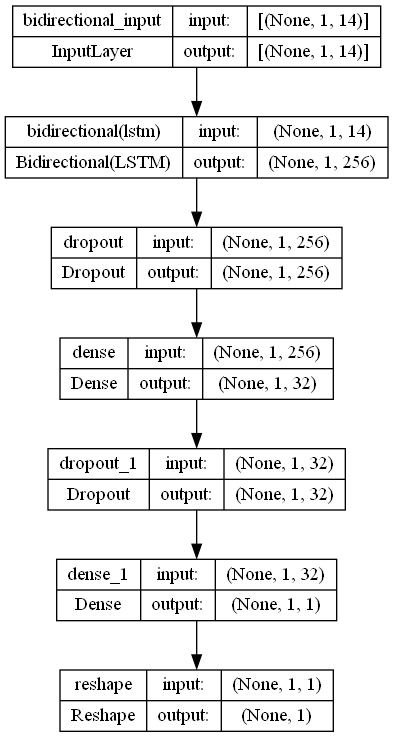 bidirectional_input input: [(None, 1, 14)]
InputLayer output: [(None, 1, 14)]
bidirectional(lstm) input: (None, 1, 14)
Bidirectional(LSTM) output: (None, 1, 256)
dropout input: (None, 1, 256)
Dropout output: (None, 1, 256)
dense input: (None, 1, 256)
Dense output: (None, 1, 32)
dropout_1 input: (None, 1, 32)
Dropout output: (None, 1, 32)
dense_1 input: (None, 1, 32)
Dense output: (None, 1, 1)
reshape input: (None, 1, 1)
Reshape output: (None, 1)